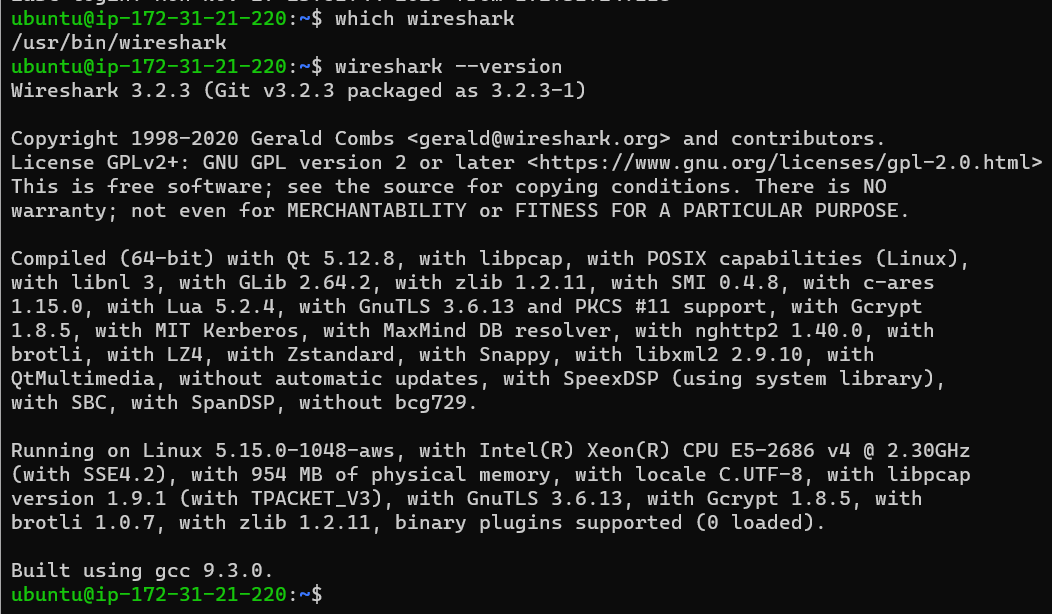 ubuntu@ip-172-31-21-220:~$ which wireshark
/usr/bin/wireshark
ubuntu@ip-172-31-21-220:~$ wireshark --version
Wireshark 3.2.3 (Git v3.2.3 packaged as 3.2.3-1)
Copyright 1998-2020 Gerald Combs <gerald@wireshark.org> and contributors.
License GPLv2+: GNU GPL version 2 or later <https://www.gnu.org/licenses/gpl-2.0.html>
This is free software; see the source for copying conditions. There is NO
warranty; not even for MERCHANTABILITY or FITNESS FOR A PARTICULAR PURPOSE.
Compiled (64-bit) with Qt 5.12.8, with libpcap, with POSIX capabilities (Linux),
with libnl 3, with GLib 2.64.2, with zlib 1.2.11, with SMI 0.4.8, with c-ares
1.15.0, with Lua 5.2.4, with GnuTLS 3.6.13 and PKCS #11 support, with Gcrypt
1.8.5, with MIT Kerberos, with MaxMind DB resolver, with nghttp2 1.40.0, with
brotli, with LZ4, with Zstandard, with Snappy, with libxml2 2.9.10, with
QtMultimedia, without automatic updates, with SpeexDSP (using system library),
with SBC, with SpanDSP, without bcg729.
Running on Linux 5.15.0-1048-aws, with Intel(R) Xeon(R) CPU E5-2686 v4 @ 2.30GHz
(with SSE4.2), with 954 MB of physical memory, with locale C.UTF-8, with libpcap
version 1.9.1 (with TPACKET_V3), with GnuTLS 3.6.13, with Gcrypt 1.8.5, with
brotli 1.0.7, with zlib 1.2.11, binary plugins supported (0 loaded).
Built using gcc 9.3.0.
ubuntu@ip-172-31-21-220:~$